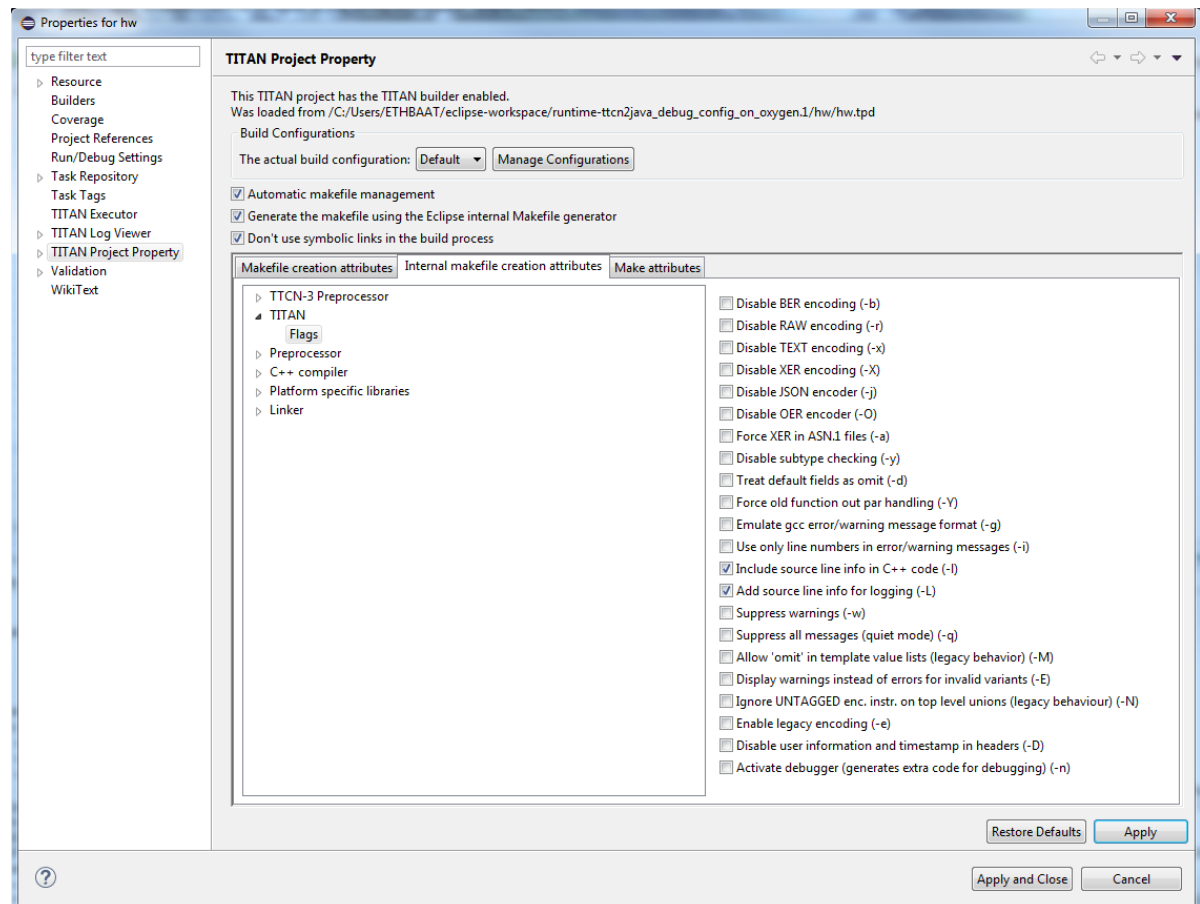 Properties for hw
type filter text
Resource
Builders
Coverage
Project References
Run/Debug Settings
Task Repository
Task Tags
TITAN Executor
TITAN Log Viewer
TITAN Project Property
Validation
WikiText
TITAN Project Property
This TITAN project has the TITAN builder enabled.
Was loaded from /C:/Users/ETHBAAT/eclipse-workspace/runtime-ttcn2java_debug_config_on_oxygen.1/hw/hw.tpd
Build Configurations
The actual build configuration: Default Manage Configurations
Automatic makefile management
Generate the makefile using the Eclipse internal Makefile generator
Don't use symbolic links in the build process
Makefile creation attributes Internal makefile creation attributes Make attributes
TTCN-3 Preprocessor
TITAN
Flags
Preprocessor
C++ compiler
Platform specific libraries
Linker
Disable BER encoding (-b)
Disable RAW encoding (-r)
Disable TEXT encoding (-x)
Disable XER encoding (-X)
Disable JSON encoder (-j)
Disable OER encoder (-O)
Force XER in ASN.1 files (-a)
Disable subtype checking (-y)
Treat default fields as omit (-d)
Force old function out par handling (-Y)
Emulate gcc error/warning message format (-g)
Use only line numbers in error/warning messages (-i)
Include source line info in C++ code (-l)
Add source line info for logging (-L)
Suppress warnings (-w)
Suppress all messages (quiet mode) (-q)
Allow 'omit' in template value lists (legacy behavior) (-M)
Display warnings instead of errors for invalid variants (-E)
Ignore UNTAGGED enc. instr. on top level unions (legacy behaviour) (-N)
Enable legacy encoding (-e)
Disable user information and timestamp in headers (-D)
Activate debugger (generates extra code for debugging) (-n)
Restore Defaults Apply
Apply and Close Cancel